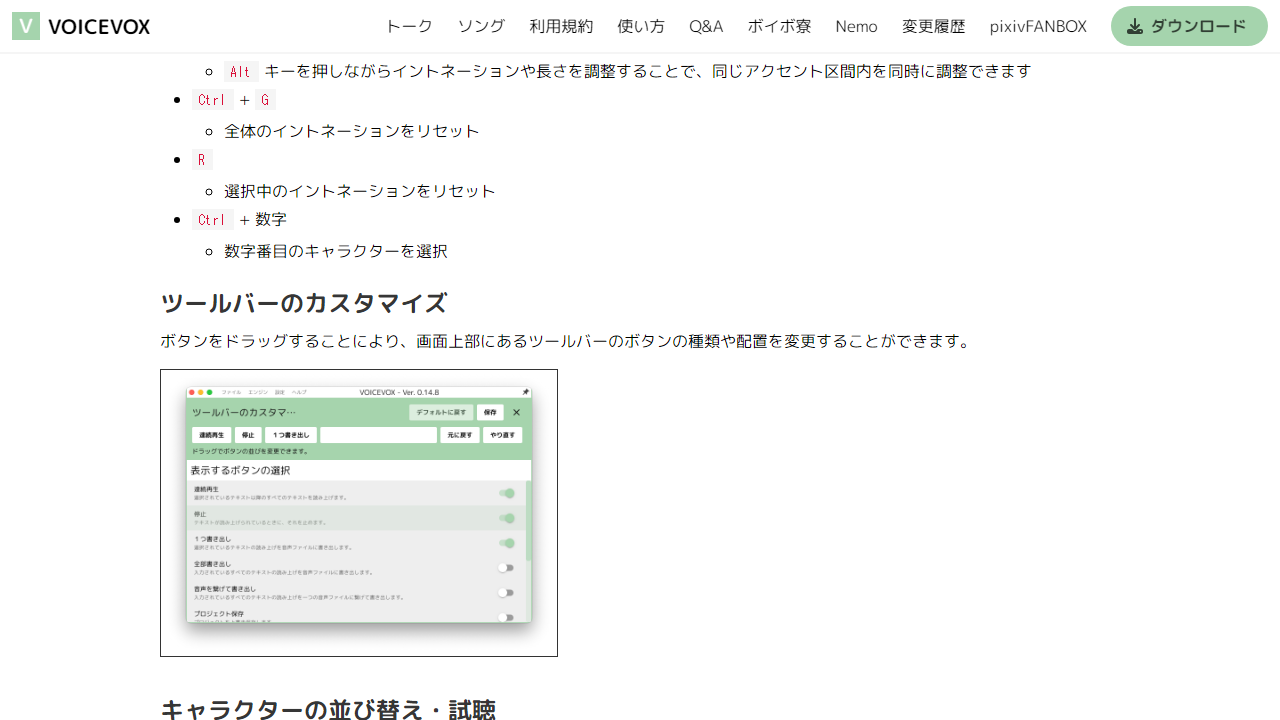 VOICEVOX トーク ソング 利用規約 使い方 Q&A ボイボ寮 Nemo 変更履歴 pixivFANBOX ダウンロード
Alt キーを押しながらイントネーションや長さを調整することで、同じアクセント区間内を同時に調整できます
Ctrl + G
全体のイントネーションをリセット
R
選択中のイントネーションをリセット
Ctrl + 数字
数字番目のキャラクターを選択
ツールバーのカスタマイズ
ボタンをドラッグすることにより、画面上部にあるツールバーのボタンの種類や配置を変更することができます。
ファイル エンジン 設定 ヘルプ VOICEVOX - Ver. 0.14.8
ツールバーのカスタマ… デフォルトに戻す 保存
連続再生 停止 1つ書き出し 元に戻す やり直す
ドラッグでボタンの並びを変更できます。
表示するボタンの選択
連続再生
選択されているテキスト以降のすべてのテキストを読み上げます。
停止
テキストが読み上げられているときに、それを止めます。
1つ書き出し
選択されているテキストの読み上げを音声ファイルに書き出します。
全部書き出し
入力されているすべてのテキストの読み上げを音声ファイルに書き出します。
音声を繋げて書き出し
入力されているすべてのテキストの読み上げを一つの音声ファイルに繋げて書き出します。
プロジェクト保存
キャラクターの並び替え・試聴